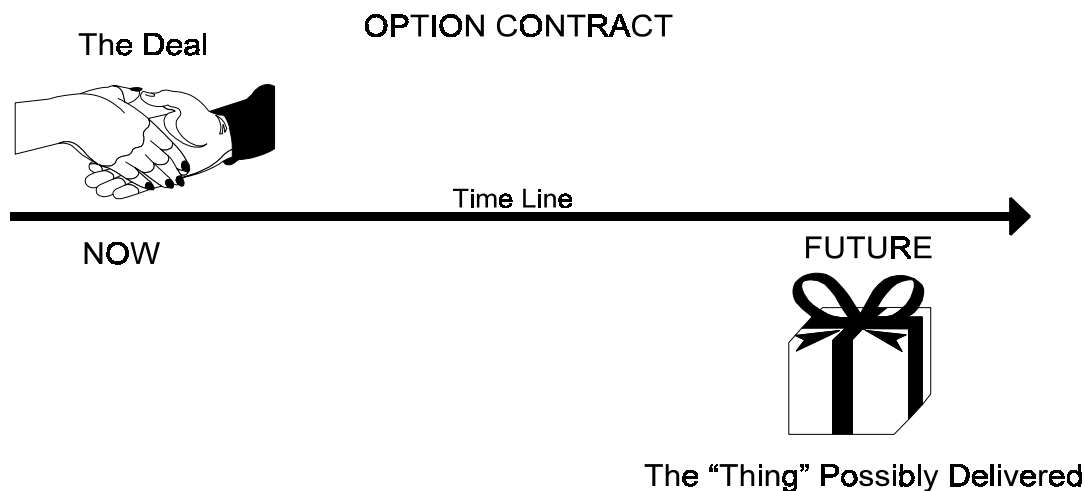 OPTION CONTRACT
The Deal
Time Line
NOW
FUTURE
The “Thing” Possibly Delivered